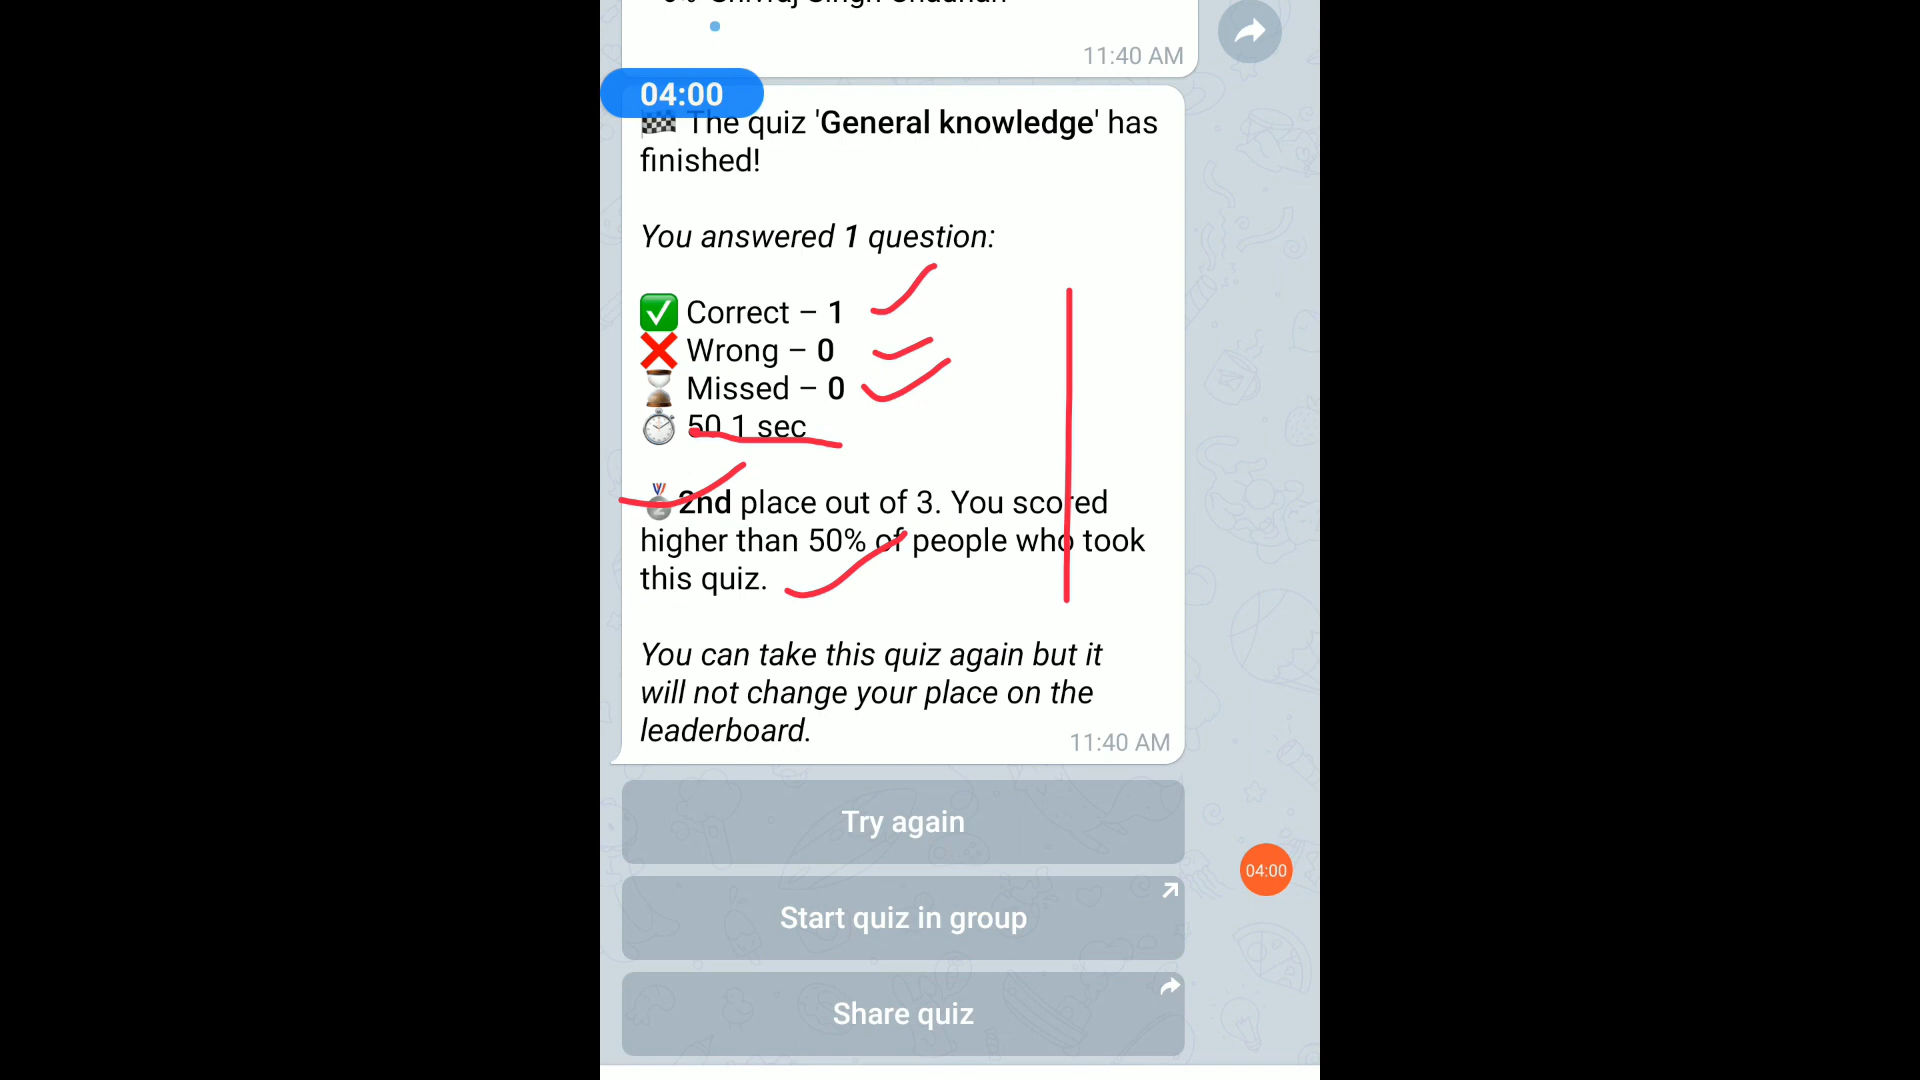 11:40 AM
04:00
The quiz 'General knowledge' has
finished!
You answered 1 question:
Correct – 1
Wrong – 0
Missed – 0
50.1 sec
2nd place out of 3. You scored
higher than 50% of people who took
this quiz.
You can take this quiz again but it
will not change your place on the
leaderboard.
11:40 AM
Try again
04:00
Start quiz in group
Share quiz